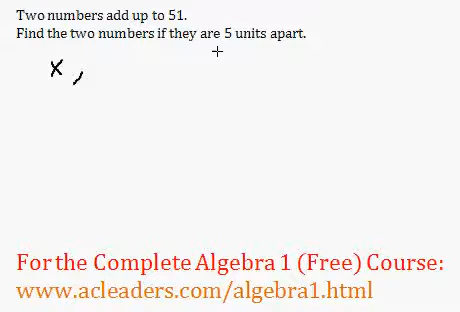 Two numbers add up to 51.
Find the two numbers if they are 5 units apart.
x ,
For the Complete Algebra 1 (Free) Course:
www.acleaders.com/algebra1.html